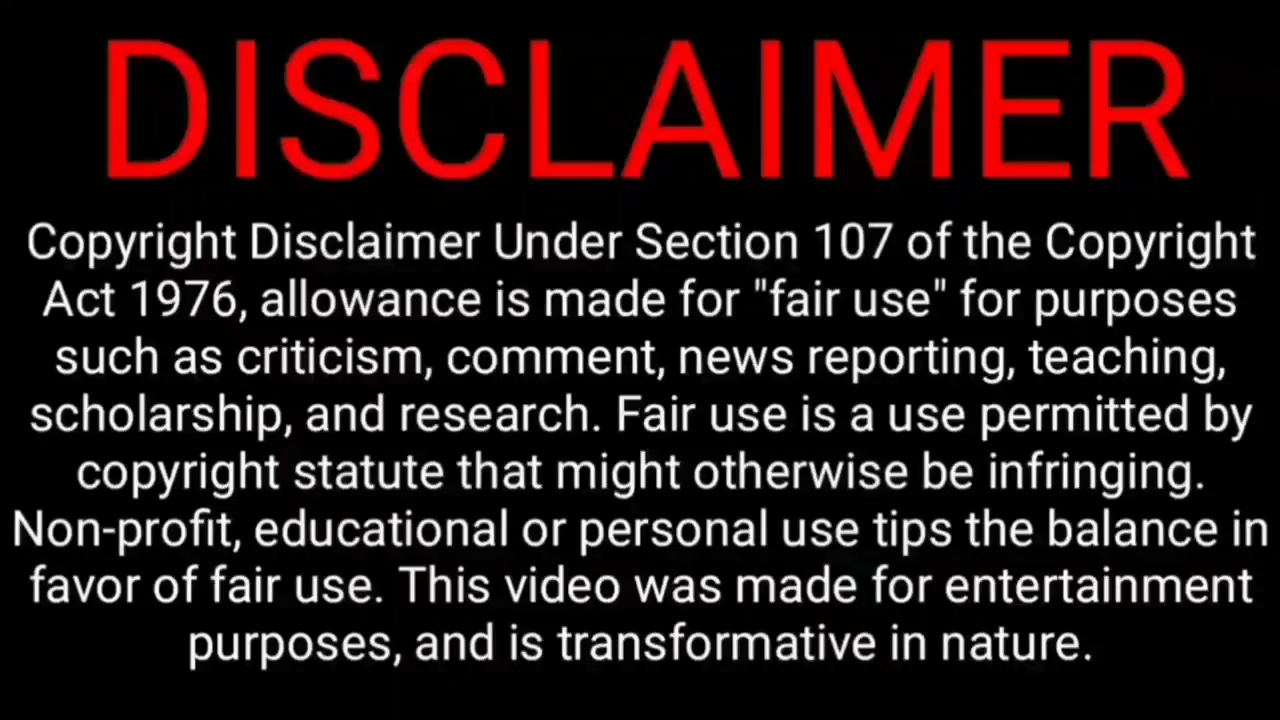 DISCLAIMER
Copyright Disclaimer Under Section 107 of the Copyright
Act 1976, allowance is made for "fair use" for purposes
such as criticism, comment, news reporting, teaching,
scholarship, and research. Fair use is a use permitted by
copyright statute that might otherwise be infringing.
Non-profit, educational or personal use tips the balance in
favor of fair use. This video was made for entertainment
purposes, and is transformative in nature.